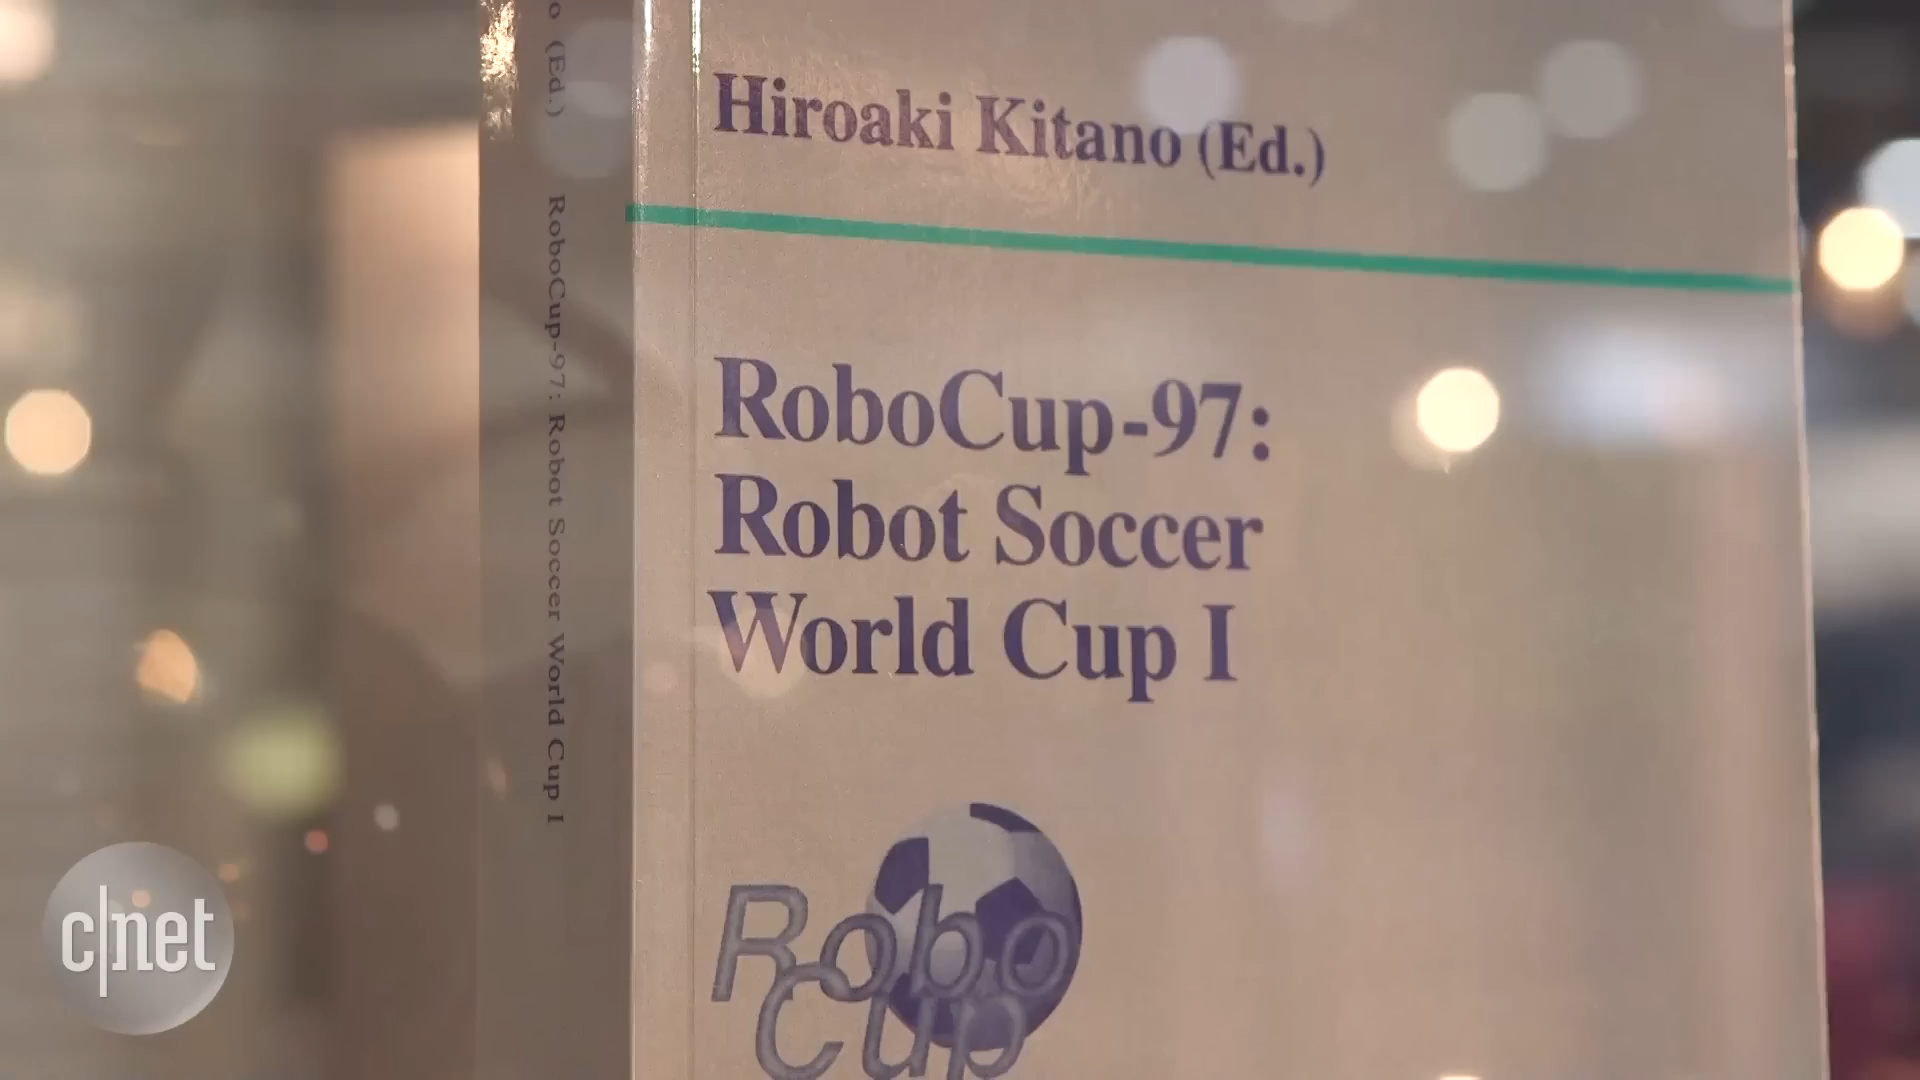 Hiroaki Kitano (Ed.)
RoboCup-97:
Robot Soccer
World Cup I
Robo
Cup
o (Ed.) RoboCup-97: Robot Soccer World Cup I
c|net